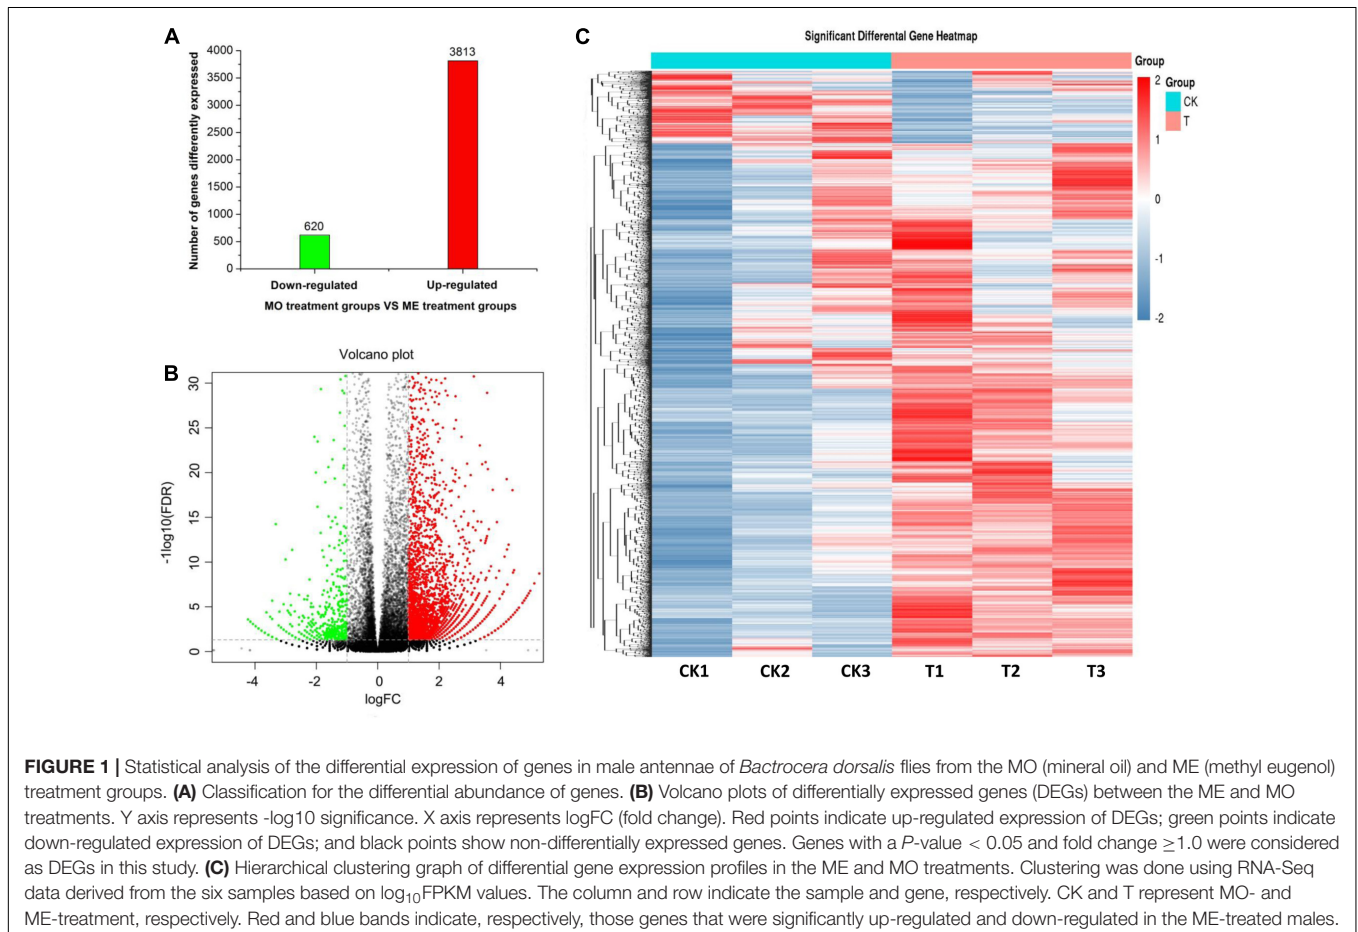 A
4000
3500
3000
2500
2000
1500
1000
500
0
Number of genes differently expressed
620
3813
Down-regulated
Up-regulated
MO treatment groups VS ME treatment groups
B
Volcano plot
30
25
20
15
10
5
0
-1log10(FDR)
-4
-2
0
2
4
logFC
C
Significant Differental Gene Heatmap
Group
2
1
0
-1
-2
Group
CK
T
CK1
CK2
CK3
T1
T2
T3
FIGURE 1 | Statistical analysis of the differential expression of genes in male antennae of Bactrocera dorsalis flies from the MO (mineral oil) and ME (methyl eugenol)
treatment groups. (A) Classification for the differential abundance of genes. (B) Volcano plots of differentially expressed genes (DEGs) between the ME and MO
treatments. Y axis represents -log10 significance. X axis represents logFC (fold change). Red points indicate up-regulated expression of DEGs; green points indicate
down-regulated expression of DEGs; and black points show non-differentially expressed genes. Genes with a P-value < 0.05 and fold change ≥1.0 were considered
as DEGs in this study. (C) Hierarchical clustering graph of differential gene expression profiles in the ME and MO treatments. Clustering was done using RNA-Seq
data derived from the six samples based on log10FPKM values. The column and row indicate the sample and gene, respectively. CK and T represent MO- and
ME-treatment, respectively. Red and blue bands indicate, respectively, those genes that were significantly up-regulated and down-regulated in the ME-treated males.